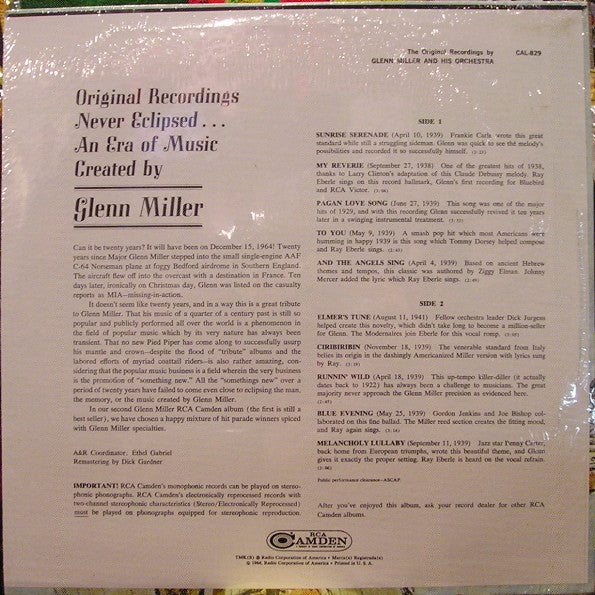 The Original Recordings by
GLENN MILLER AND HIS ORCHESTRA
CAL-829
Original Recordings
Never Eclipsed...
An Era of Music
Created by
Glenn Miller
Can it be twenty years? It will have been on December 15, 1964! Twenty
years since Major Glenn Miller stepped into the small single-engine AAF
C-64 Norseman plane at foggy Bedford airdrome in Southern England.
The aircraft flew off into the overcast with a destination in France. Ten
days later, ironically on Christmas day, Glenn was listed on the casualty
reports as MIA—missing-in-action.
It doesn't seem like twenty years, and in a way this is a great tribute
to Glenn Miller. That his music of a quarter of a century past is still so
popular and publicly performed all over the world is a phenomenon in
the field of popular music which by its very nature has always been
transient. That no new Pied Piper has come along to successfully usurp
his mantle and crown—despite the flood of "tribute" albums and the
labored efforts of myriad coattail riders—is also rather amazing, con-
sidering that the popular music business is a field wherein the very business
is the promotion of "something new." All the "somethings new" over a
period of twenty years have failed to come even close to eclipsing the man,
the memory, or the music created by Glenn Miller.
In our second Glenn Miller RCA Camden album (the first is still a
best seller), we have chosen a happy mixture of hit parade winners spiced
with Glenn Miller specialties.
A&R Coordinator: Ethel Gabriel
Remastering by Dick Gardner
IMPORTANT! RCA Camden's monophonic records can be played on stereo-
phonic phonographs. RCA Camden's electronically reprocessed records with
two-channel stereophonic characteristics (Stereo/Electronically Reprocessed)
must be played on phonographs equipped for stereophonic reproduction.
SIDE 1
SUNRISE SERENADE (April 10, 1939) Frankie Carle wrote this great
standard while still a struggling sideman. Glenn was quick to see the melody's
possibilities and recorded it so successfully himself.
MY REVERIE (September 27, 1938) One of the greatest hits of 1938,
thanks to Larry Clinton's adaptation of this Claude Debussy melody. Ray
Eberle sings on this record hallmark, Glenn's first recording for Bluebird
and RCA Victor.
PAGAN LOVE SONG (June 27, 1939) This song was one of the major
hits of 1929, and with this recording Glenn successfully revived it ten years
later in a swinging instrumental treatment.
TO YOU (May 9, 1939) A smash pop hit which most Americans were
humming in happy 1939 is this song which Tommy Dorsey helped compose
and Ray Eberle sings.
AND THE ANGELS SING (April 4, 1939) Based on ancient Hebrew
themes and tempos, this classic was authored by Ziggy Elman. Johnny
Mercer added the lyric which Ray Eberle sings.
SIDE 2
ELMER'S TUNE (August 11, 1941) Fellow orchestra leader Dick Jurgens
helped create this novelty, which didn't take long to become a million-seller
for Glenn. The Modernaires join Eberle for this vocal romp.
CIRIBIRIBIN (November 18, 1939) The venerable standard from Italy
belies its origin in the dashingly Americanized Miller version with lyrics sung
by Ray.
RUNNIN' WILD (April 18, 1939) This up-tempo killer-diller (it actually
dates back to 1922) has always been a challenge to musicians. The great
majority never approach the Glenn Miller precision as evidenced here.
BLUE EVENING (May 25, 1939) Gordon Jenkins and Joe Bishop col-
laborated on this fine ballad. The Miller reed section creates the fitting mood,
and Ray again sings.
MELANCHOLY LULLABY (September 11, 1939) Jazz star Benny Carter,
back home from European triumphs, wrote this beautiful theme, and Glenn
gives it exactly the proper setting. Ray Eberle is heard on the vocal refrain.
Public performance clearance—ASCAP.
After you've enjoyed this album, ask your record dealer for other RCA
Camden albums.
RCA
CAMDEN
TMK(S) ® Radio Corporation of America • Marca(s) Registrada(s)
© 1964, Radio Corporation of America • Printed in U. S. A.